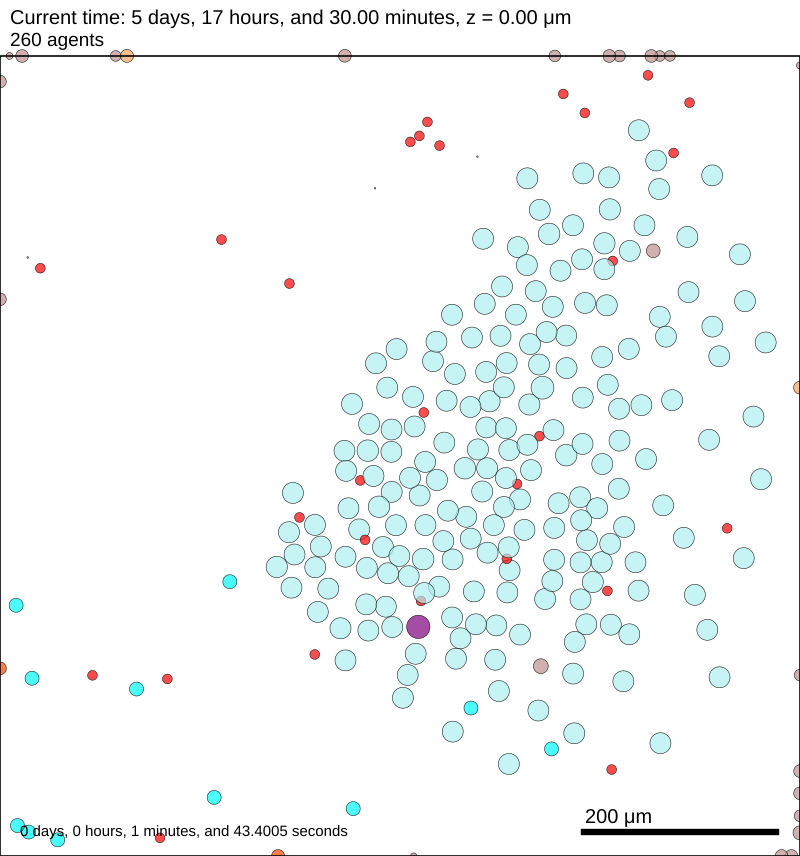 Current time: 5 days, 17 hours, and 30.00 minutes, z = 0.00 μm
260 agents
200 μm
0 days, 0 hours, 1 minutes, and 43.4005 seconds